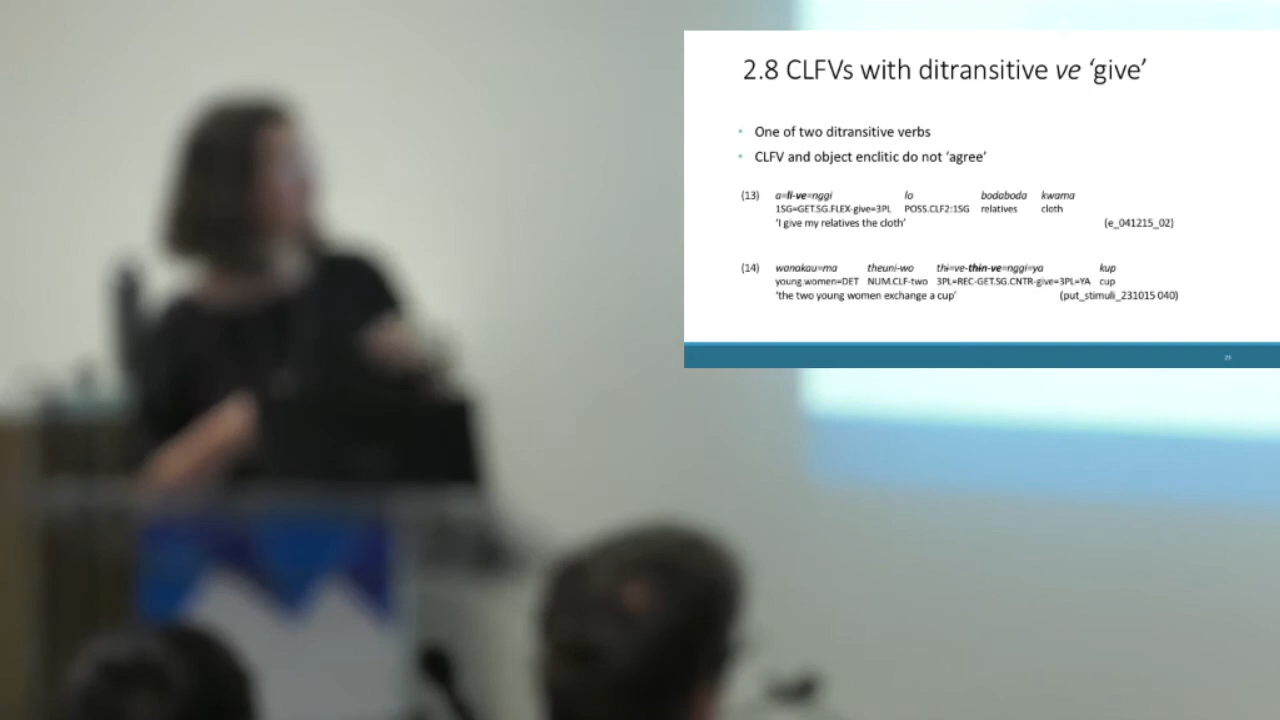 2.8 CLFVs with ditransitive ve ‘give’
• One of two ditransitive verbs
• CLFV and object enclitic do not ‘agree’
(13) a=li-ve=nggi lo bodaboda kwama
1SG=GET.SG.FLEX-give=3PL POSS.CLF2:1SG relatives cloth
‘I give my relatives the cloth’ (e_041215_02)
(14) wanakau=ma theuni-wo thi=ve-thin-ve=nggi=ya kup
young.women=DET NUM.CLF-two 3PL=REC-GET.SG.CNTR-give=3PL=YA cup
‘the two young women exchange a cup’ (put_stimuli_231015 040)